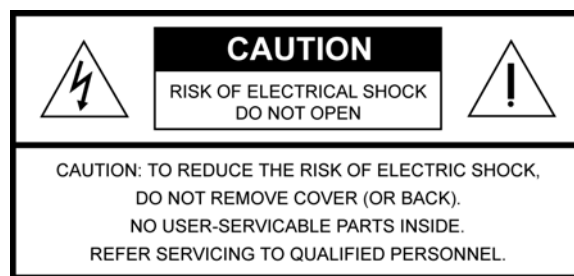 CAUTION
RISK OF ELECTRICAL SHOCK
DO NOT OPEN
CAUTION: TO REDUCE THE RISK OF ELECTRIC SHOCK,
DO NOT REMOVE COVER (OR BACK).
NO USER-SERVICABLE PARTS INSIDE.
REFER SERVICING TO QUALIFIED PERSONNEL.